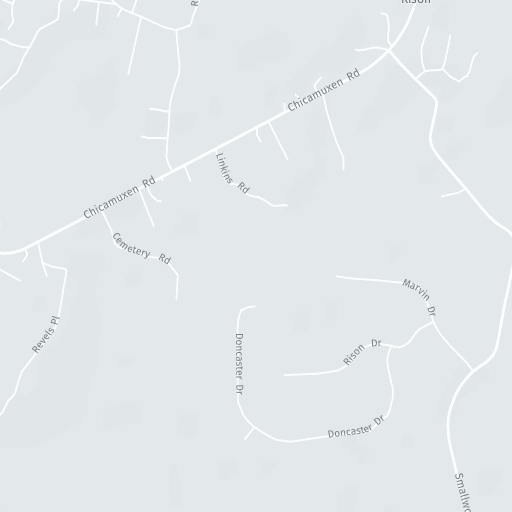 Rison
Chicamuxen Rd
Linkins Rd
Chicamuxen Rd
Cemetery Rd
Marvin Dr
Revels Pl
Doncaster Dr
Rison Dr
Doncaster Dr